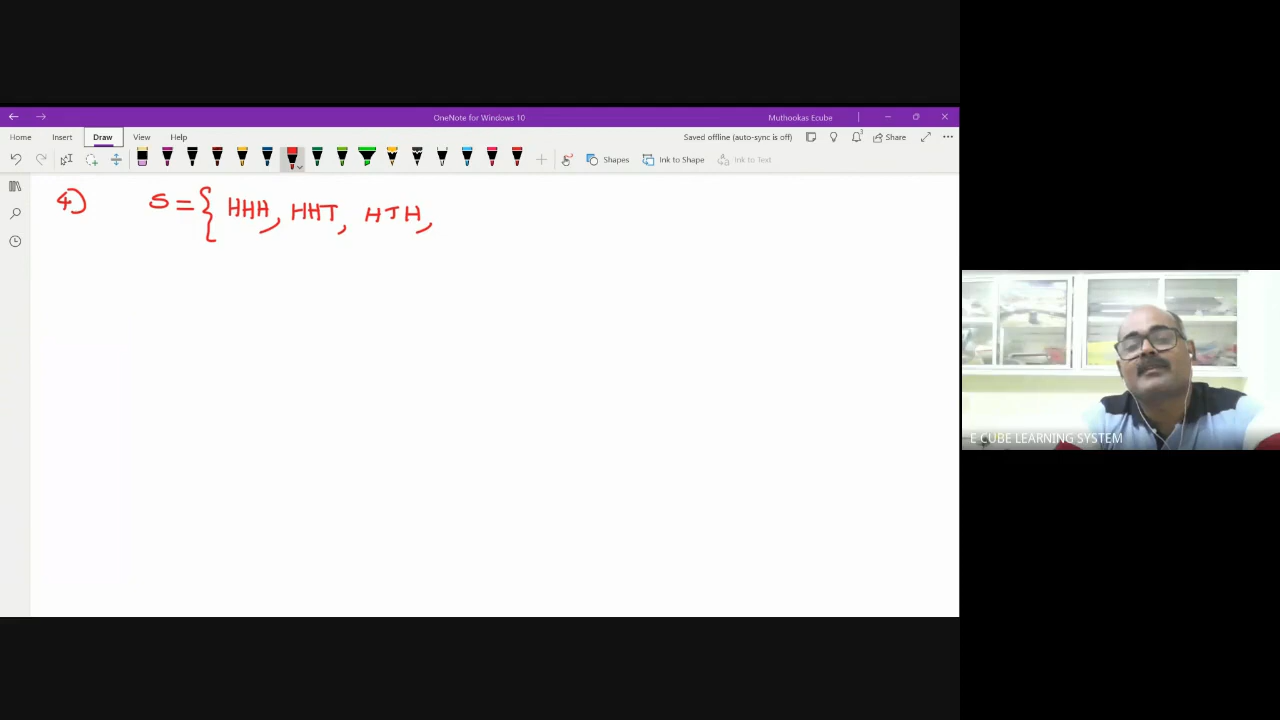 OneNote for Windows 10
Muthookas Ecube
Home Insert Draw View Help
Saved offline (auto-sync is off)
3
Share
Shapes
Ink to Shape
Ink to Text
4) S = { HHH, HHT, HTH,
E CUBE LEARNING SYSTEM